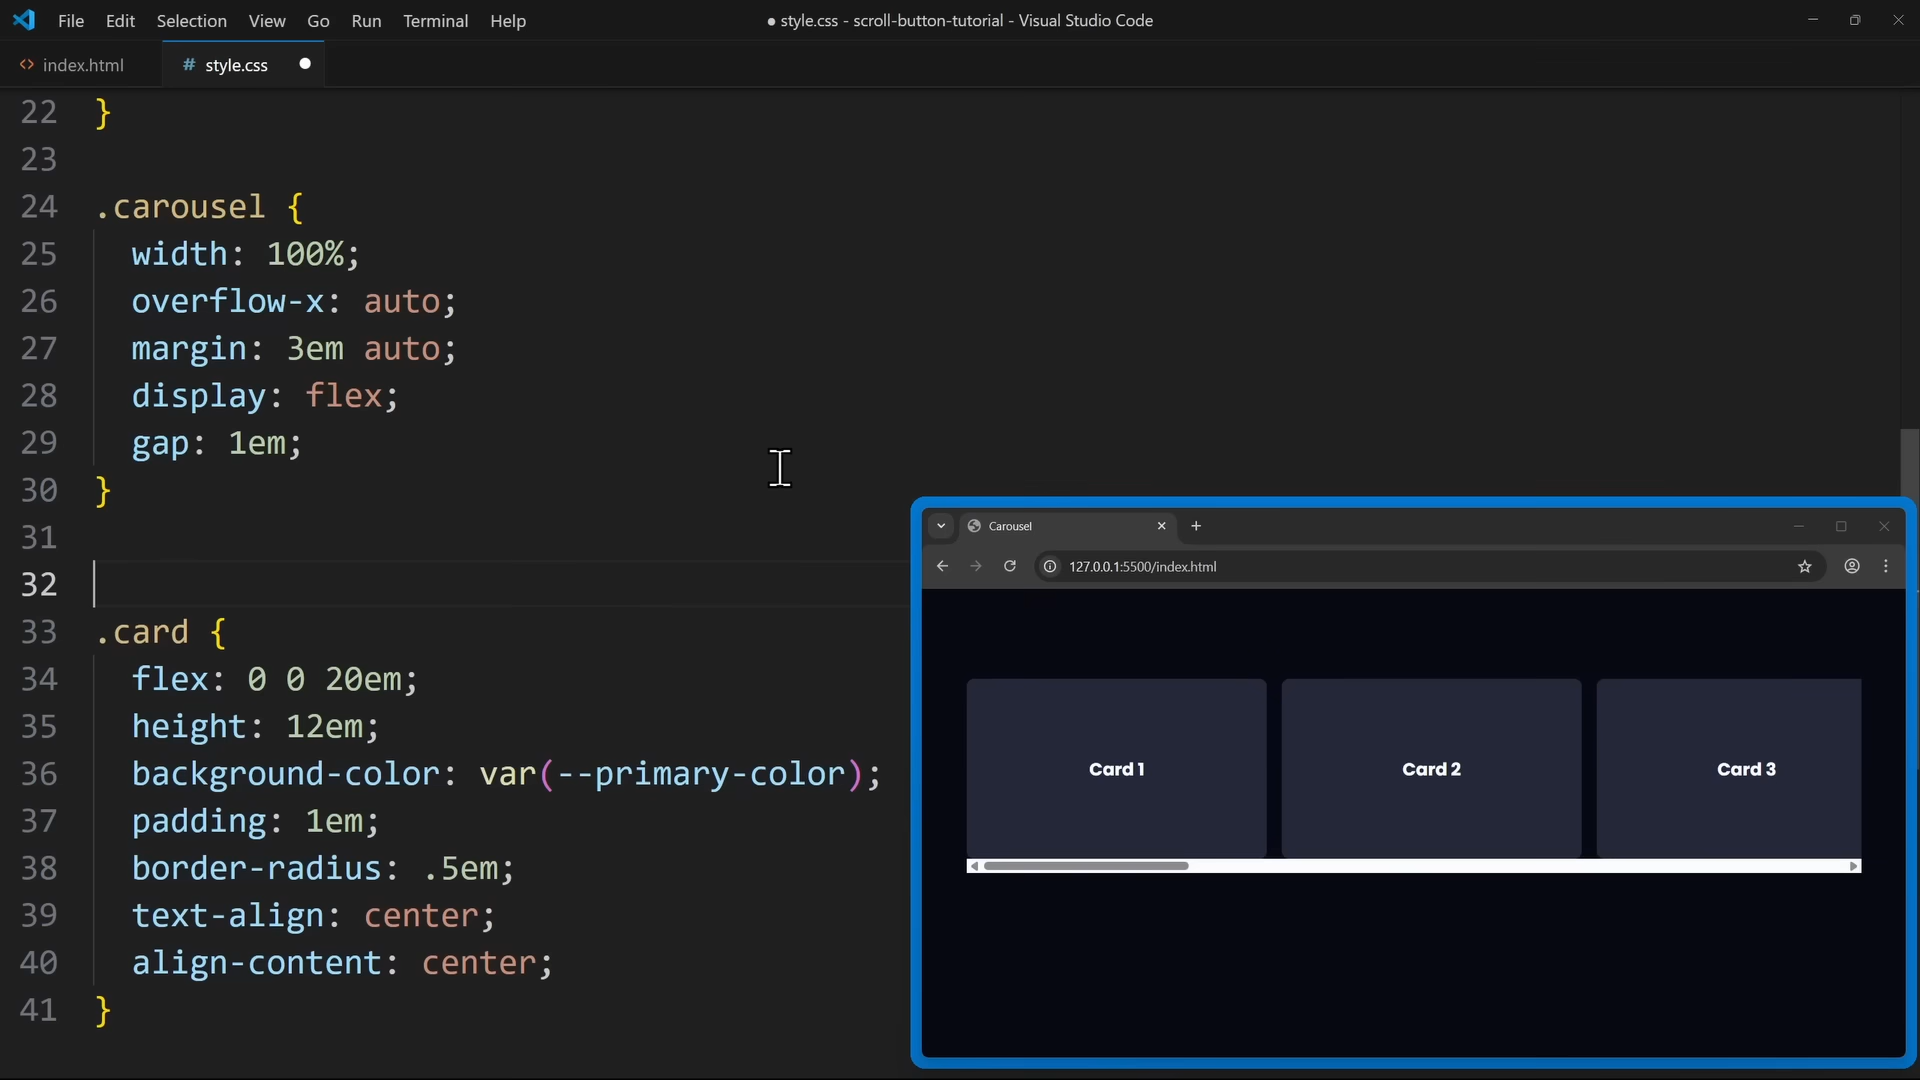 File Edit Selection View Go Run Terminal Help
● style.css - scroll-button-tutorial - Visual Studio Code
<> index.html
# style.css ●
22 }
23
24 .carousel {
25 width: 100%;
26 overflow-x: auto;
27 margin: 3em auto;
28 display: flex;
29 gap: 1em;
30 }
31
32
33 .card {
34 flex: 0 0 20em;
35 height: 12em;
36 background-color: var(--primary-color);
37 padding: 1em;
38 border-radius: .5em;
39 text-align: center;
40 align-content: center;
41 }
Carousel
127.0.0.1:5500/index.html
Card 1 Card 2 Card 3